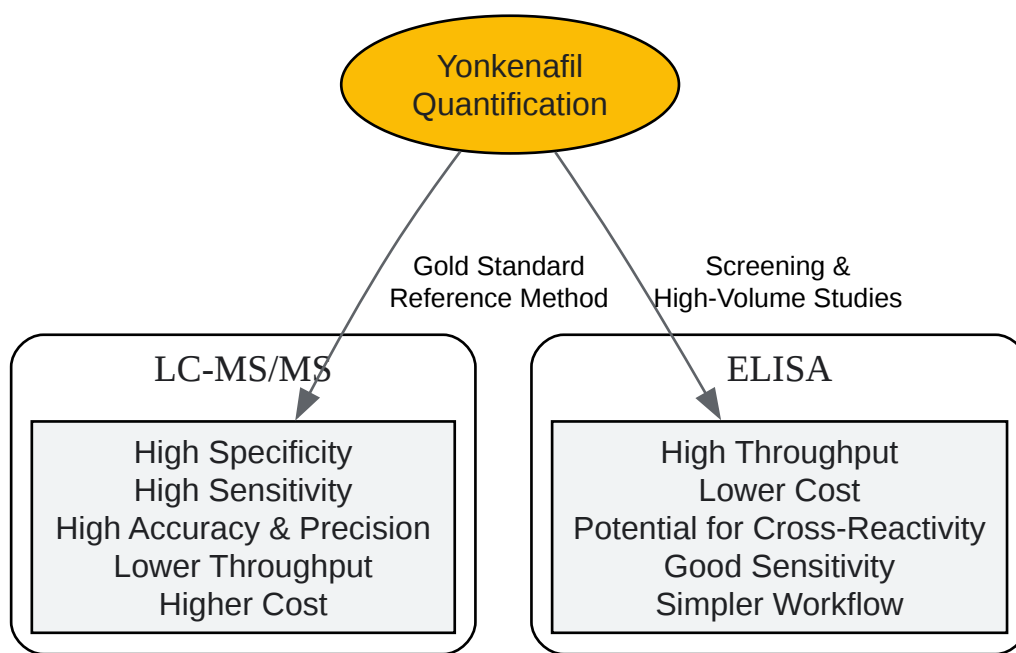 Yonkenafil
Quantification
Gold Standard
Reference Method
Screening &
High-Volume Studies
LC-MS/MS
High Specificity
High Sensitivity
High Accuracy & Precision
Lower Throughput
Higher Cost
ELISA
High Throughput
Lower Cost
Potential for Cross-Reactivity
Good Sensitivity
Simpler Workflow